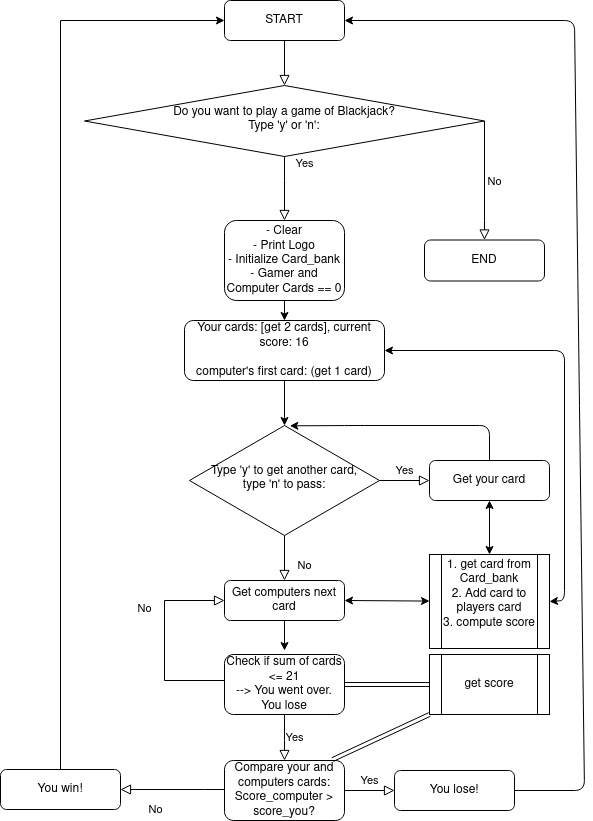 START
Do you want to play a game of Blackjack?
Type 'y' or 'n':
Yes
No
- Clear
- Print Logo
- Initialize Card_bank
- Gamer and
Computer Cards == 0
END
Your cards: [get 2 cards], current
score: 16
computer's first card: (get 1 card)
Type 'y' to get another card,
type 'n' to pass:
Yes
Get your card
No
1. get card from
Card_bank
2. Add card to
players card
3. compute score
Get computers next
card
No
Check if sum of cards
<= 21
--> You went over.
You lose
get score
Yes
Compare your and
computers cards:
Score_computer >
score_you?
Yes
You lose!
No
You win!